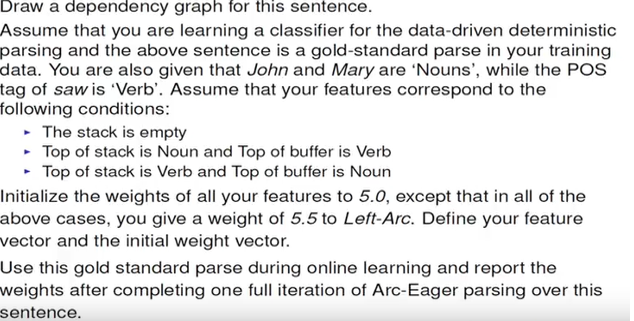 Draw a dependency graph for this sentence.
Assume that you are learning a classifier for the data-driven deterministic
parsing and the above sentence is a gold-standard parse in your training
data. You are also given that John and Mary are ‘Nouns’, while the POS
tag of saw is ‘Verb’. Assume that your features correspond to the
following conditions:
► The stack is empty
► Top of stack is Noun and Top of buffer is Verb
► Top of stack is Verb and Top of buffer is Noun
Initialize the weights of all your features to 5.0, except that in all of the
above cases, you give a weight of 5.5 to Left-Arc. Define your feature
vector and the initial weight vector.
Use this gold standard parse during online learning and report the
weights after completing one full iteration of Arc-Eager parsing over this
sentence.